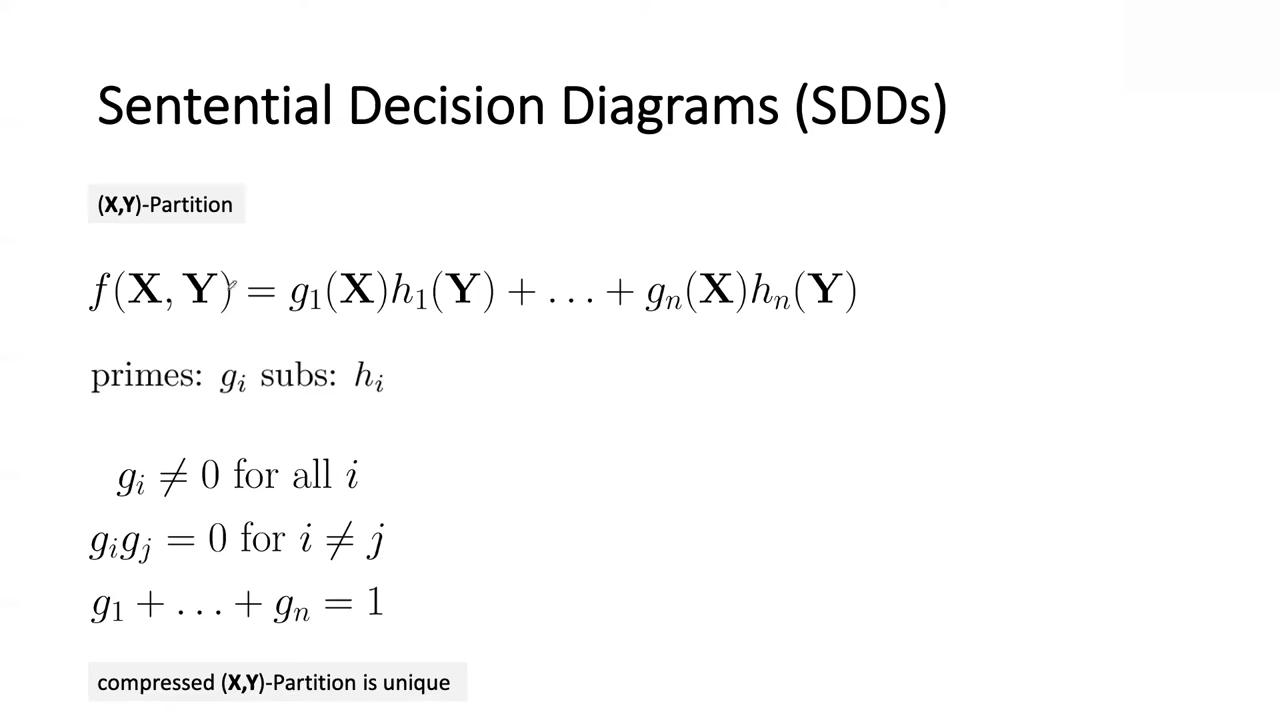 Sentential Decision Diagrams (SDDs)
(X,Y)-Partition
f(X, Y) = g₁(X)h₁(Y) + ... + gₙ(X)hₙ(Y)
primes: gᵢ subs: hᵢ
gᵢ ≠ 0 for all i
gᵢgⱼ = 0 for i ≠ j
g₁ + ... + gₙ = 1
compressed (X,Y)-Partition is unique